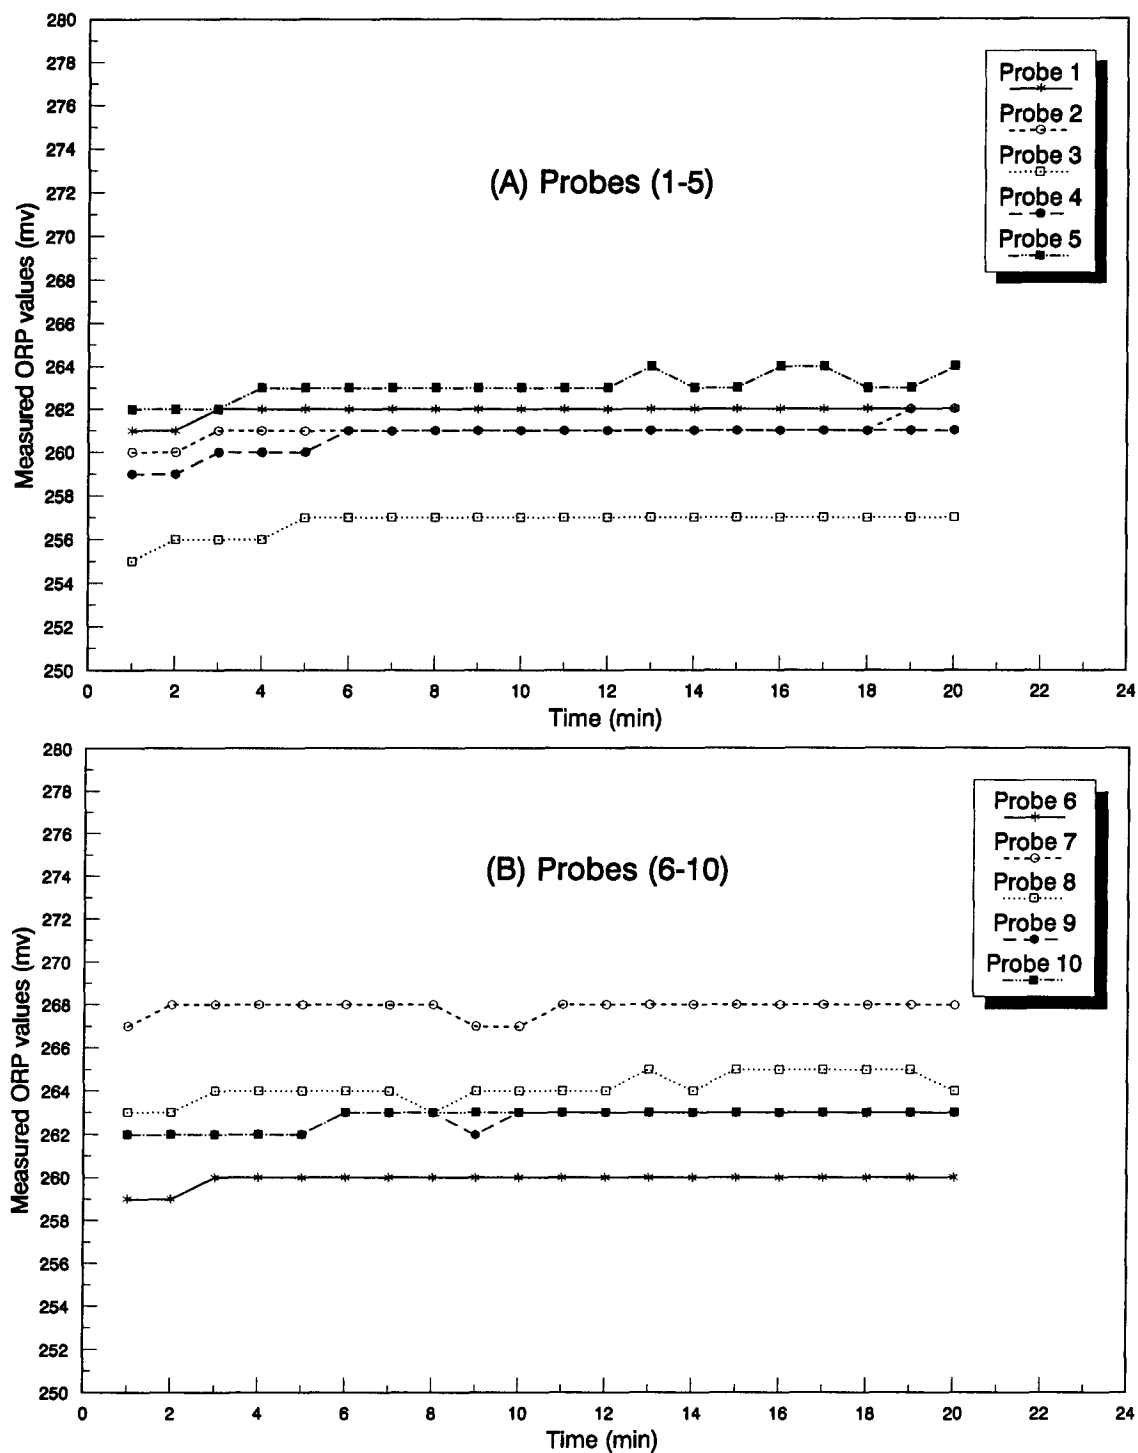 280
278
276
274
272
270
268
266
264
262
260
258
256
254
252
250
Measured ORP values (mv)
(A) Probes (1-5)
Probe 1
Probe 2
Probe 3
Probe 4
Probe 5
0 2 4 6 8 10 12 14 16 18 20 22 24
Time (min)
280
278
276
274
272
270
268
266
264
262
260
258
256
254
252
250
Measured ORP values (mv)
(B) Probes (6-10)
Probe 6
Probe 7
Probe 8
Probe 9
Probe 10
0 2 4 6 8 10 12 14 16 18 20 22 24
Time (min)